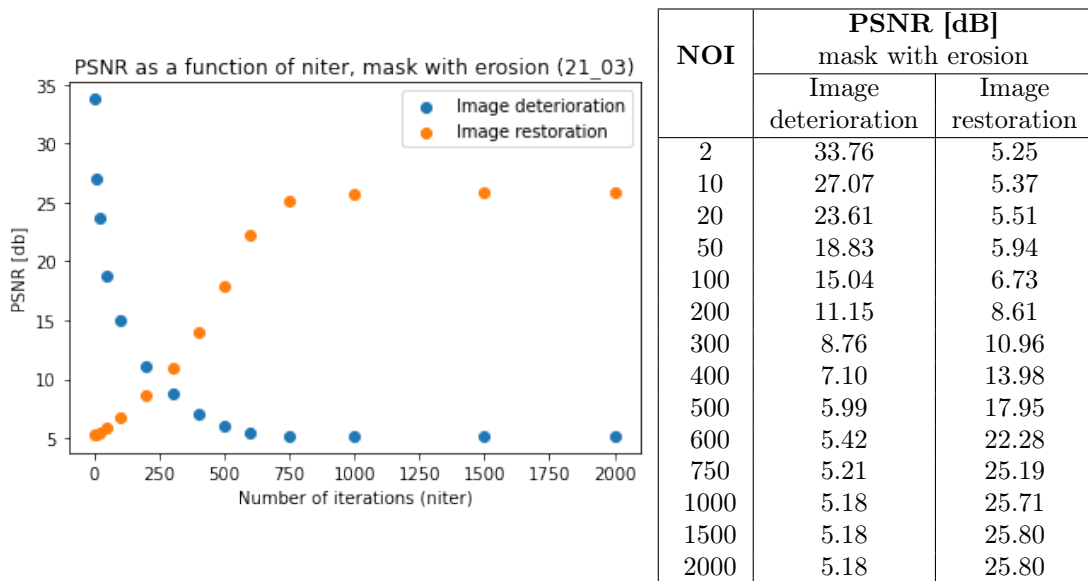 PSNR as a function of niter, mask with erosion (21_03)
35
30
25
20
15
10
5
PSNR [db]
Image deterioration
Image restoration
0 250 500 750 1000 1250 1500 1750 2000
Number of iterations (niter)
NOI
PSNR [dB]
mask with erosion
Image deterioration
Image restoration
2 33.76 5.25
10 27.07 5.37
20 23.61 5.51
50 18.83 5.94
100 15.04 6.73
200 11.15 8.61
300 8.76 10.96
400 7.10 13.98
500 5.99 17.95
600 5.42 22.28
750 5.21 25.19
1000 5.18 25.71
1500 5.18 25.80
2000 5.18 25.80